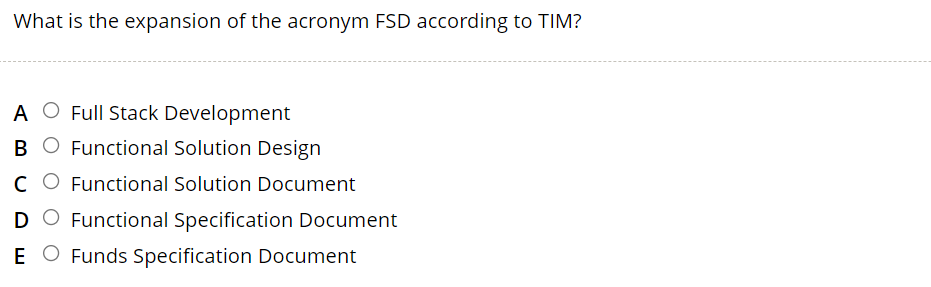 What is the expansion of the acronym FSD according to TIM?
A Full Stack Development
B Functional Solution Design
C Functional Solution Document
D Functional Specification Document
E Funds Specification Document